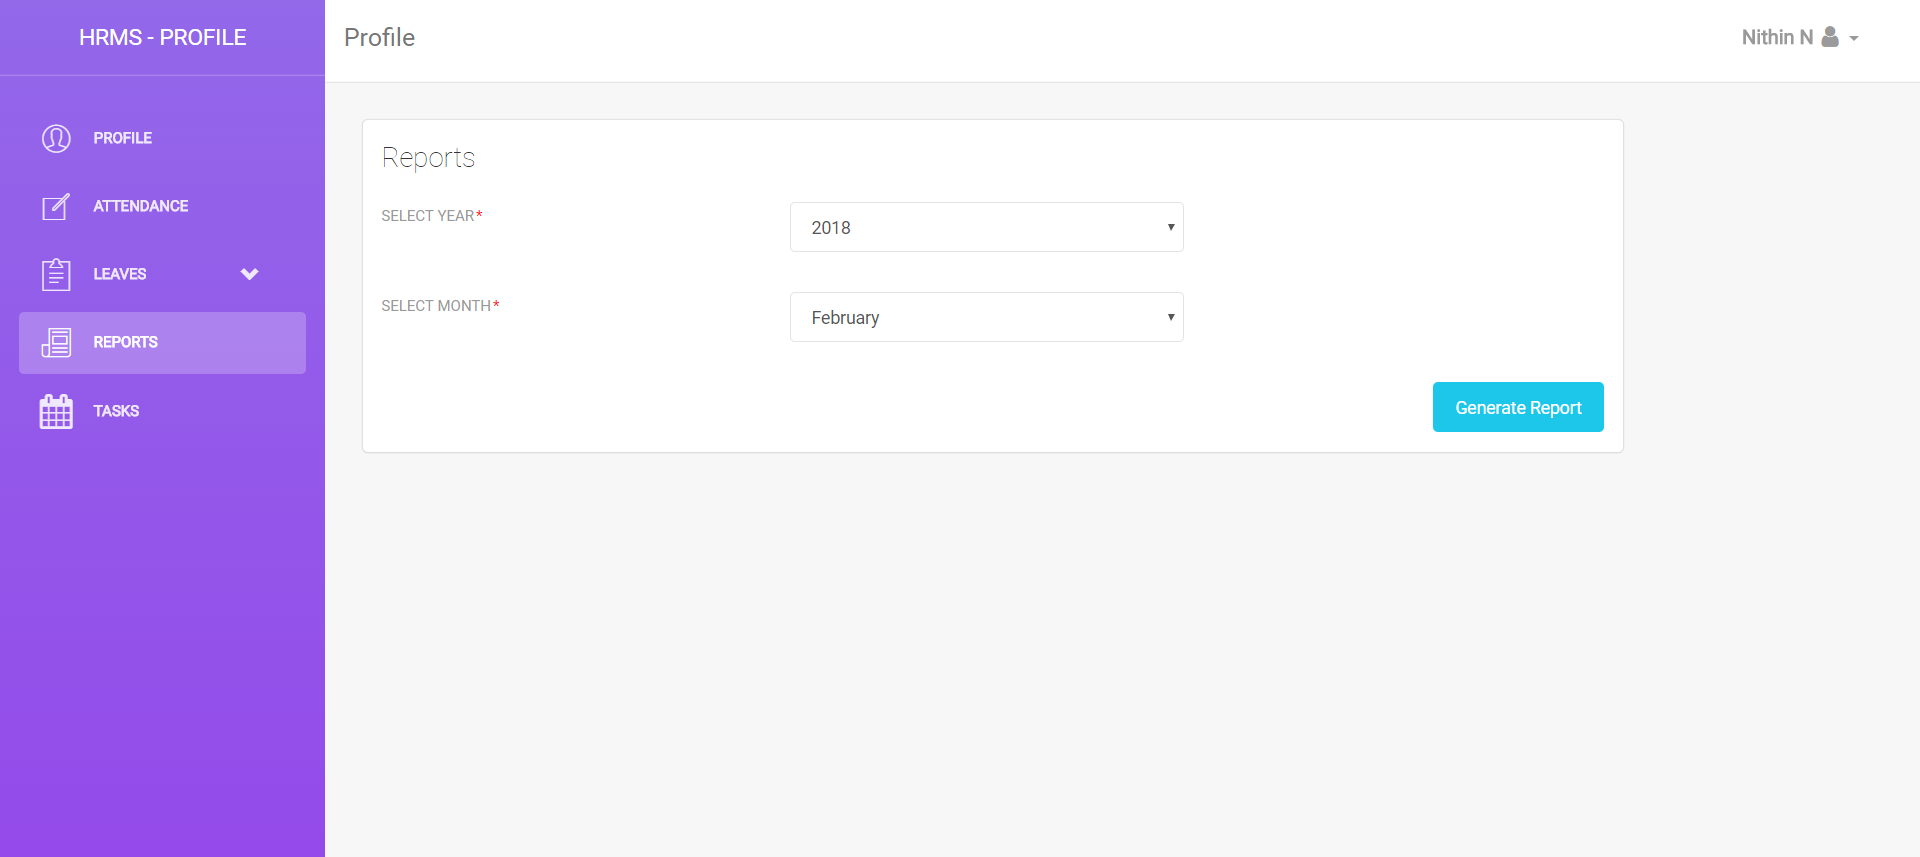 HRMS - PROFILE
Profile
Nithin N
PROFILE
ATTENDANCE
LEAVES
REPORTS
TASKS
Reports
SELECT YEAR*
2018
SELECT MONTH*
February
Generate Report